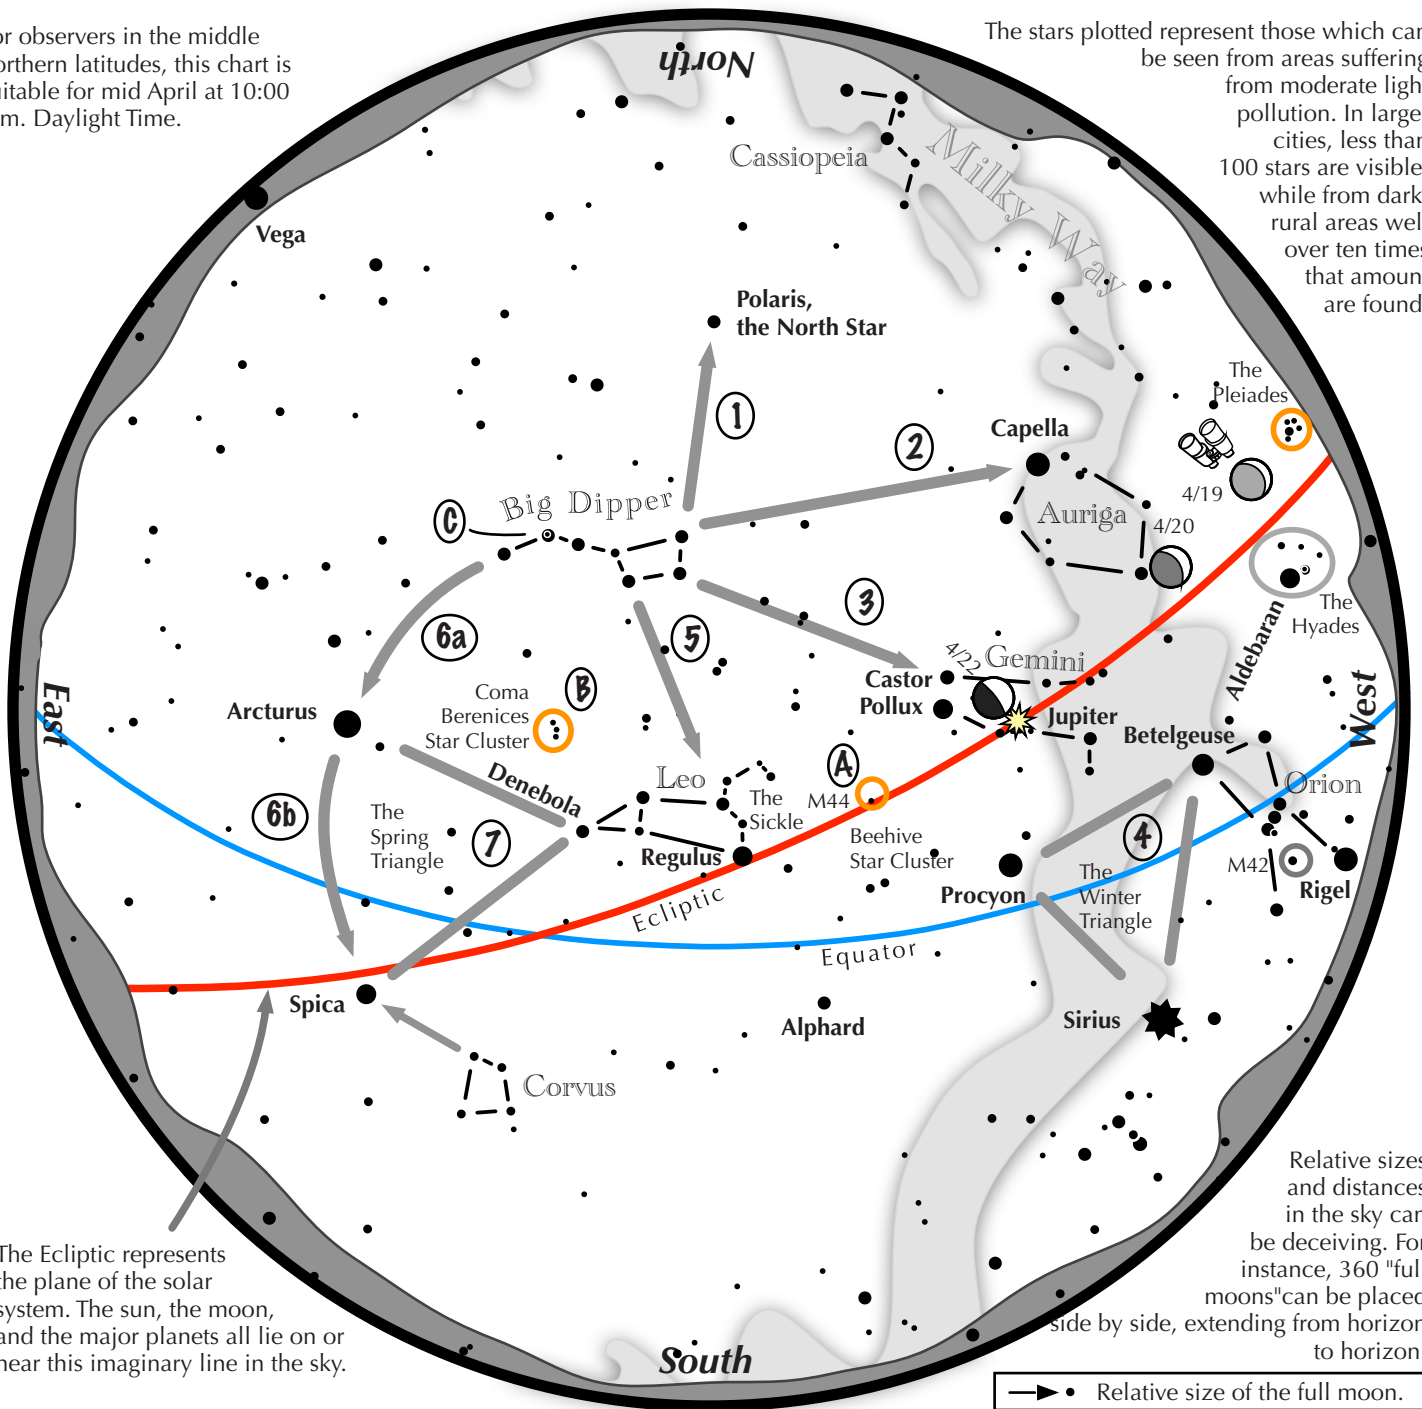 or observers in the middle
orthern latitudes, this chart is
uitable for mid April at 10:00
.m. Daylight Time.
The stars plotted represent those which can
be seen from areas suffering
from moderate ligh
pollution. In large
cities, less than
100 stars are visible
while from dark
rural areas wel
over ten times
that amoun
are found
North
Cassiopeia
Milky Way
Vega
Polaris,
the North Star
1
2
The
Pleiades
Capella
4/19
C
Big Dipper
Auriga
4/20
3
The
Hyades
Aldebaran
6a
5
4/22
Gemini
Castor
Pollux
Coma
Berenices
Star Cluster
B
East
West
Arcturus
Jupiter
Betelgeuse
Denebola
Leo
A
M44
The
Sickle
Orion
6b
The
Spring
Triangle
7
4
Regulus
Beehive
Star Cluster
M42
Procyon
The
Winter
Triangle
Rigel
Ecliptic
Equator
Spica
Alphard
Sirius
Corvus
The Ecliptic represents
the plane of the solar
system. The sun, the moon,
and the major planets all lie on or
near this imaginary line in the sky.
Relative sizes
and distances
in the sky can
be deceiving. For
instance, 360 "ful
moons"can be placed
side by side, extending from horizon
to horizon
South
Relative size of the full moon.